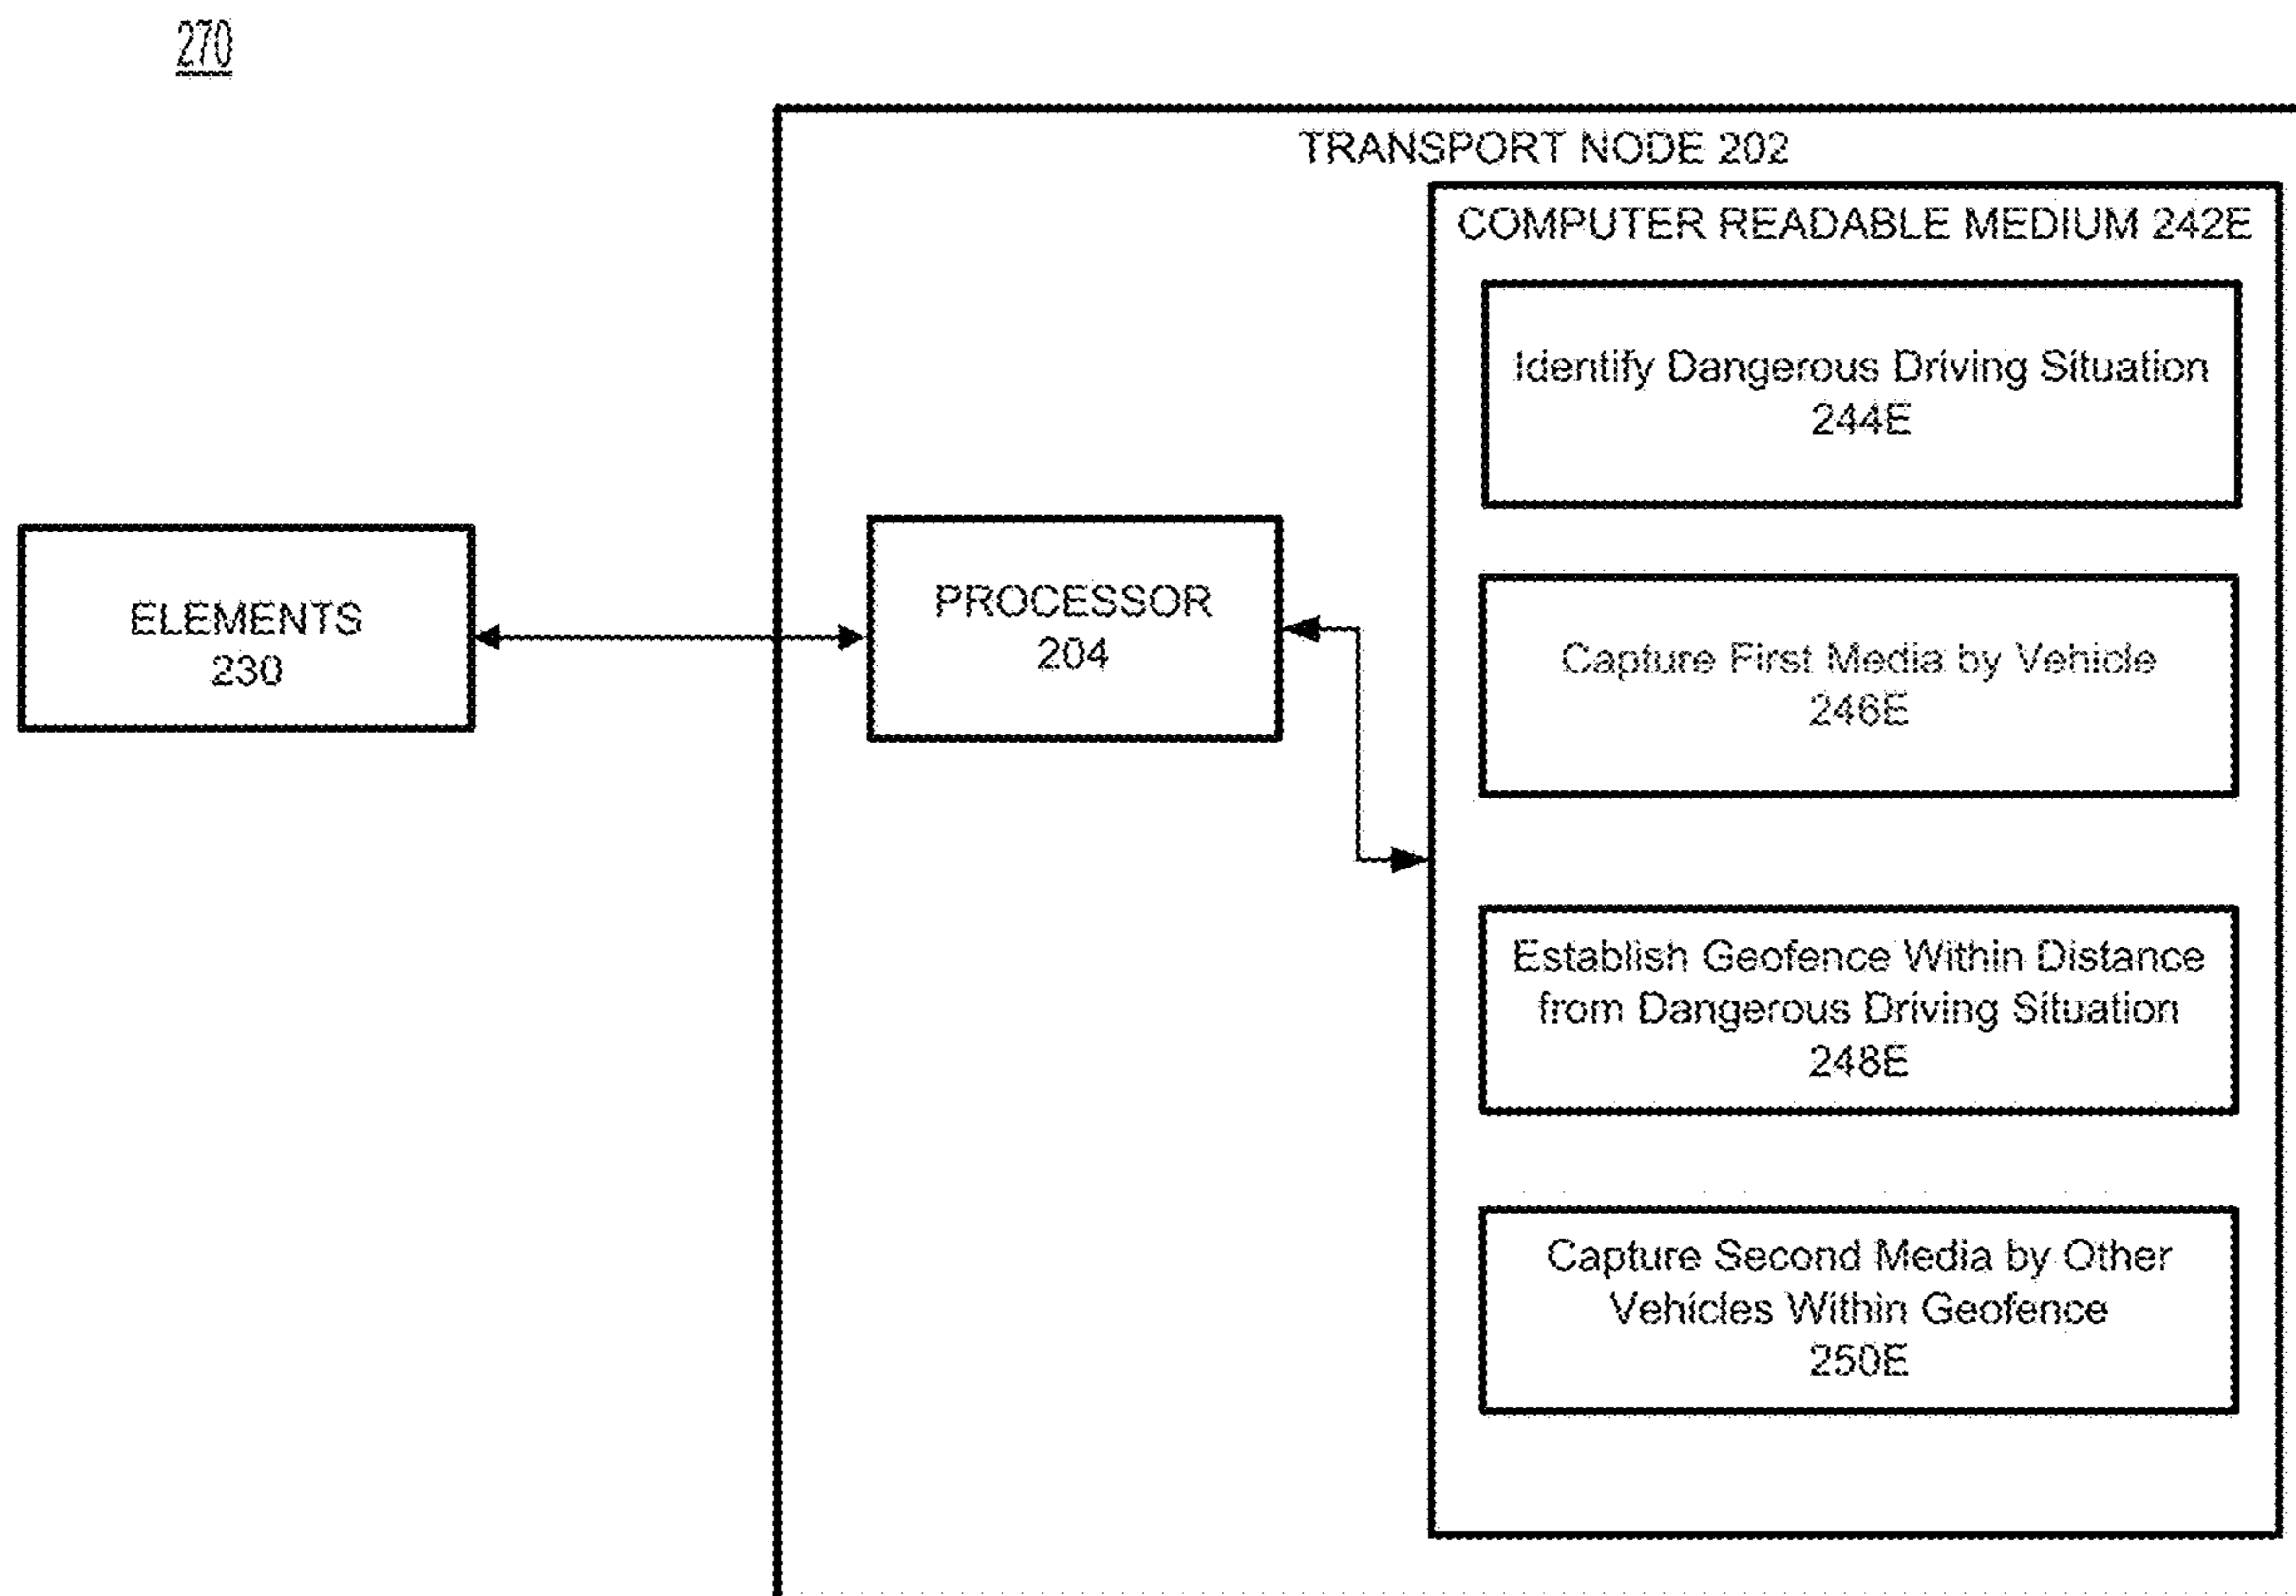 270
TRANSPORT NODE 202
COMPUTER READABLE MEDIUM 242E
Identify Dangerous Driving Situation
244E
ELEMENTS
230
PROCESSOR
204
Capture First Media by Vehicle
246E
Establish Geofence Within Distance
from Dangerous Driving Situation
248E
Capture Second Media by Other
Vehicles Within Geofence
250E